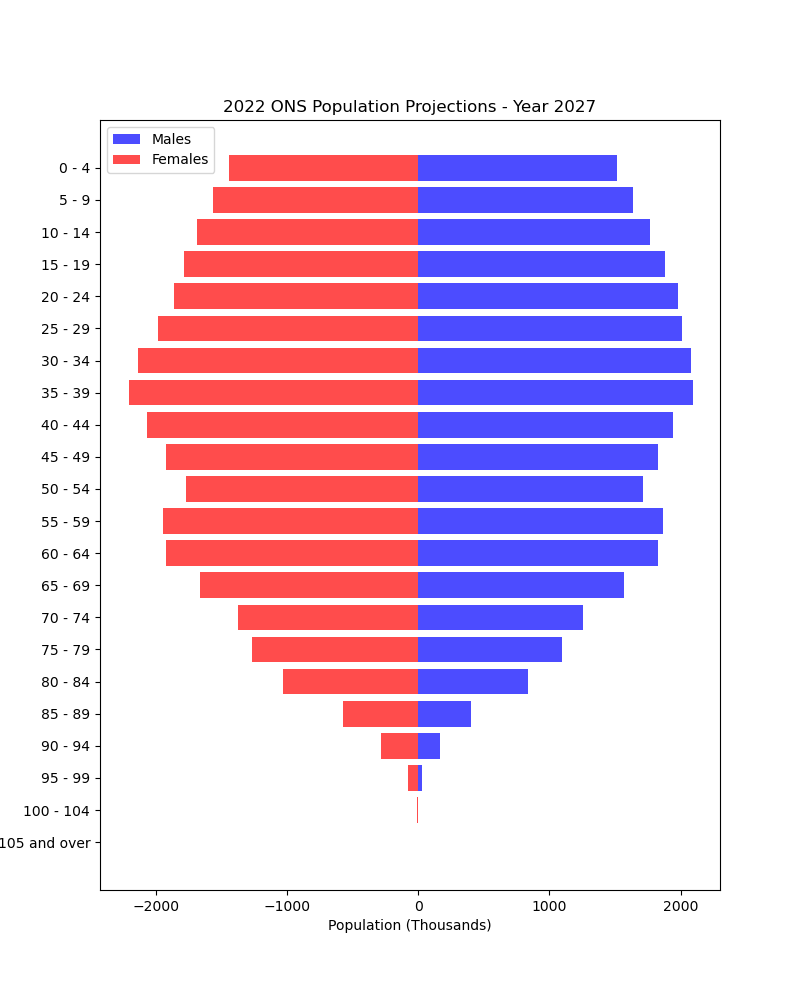 2022 ONS Population Projections - Year 2027
Males
Females
0 - 4
5 - 9
10 - 14
15 - 19
20 - 24
25 - 29
30 - 34
35 - 39
40 - 44
45 - 49
50 - 54
55 - 59
60 - 64
65 - 69
70 - 74
75 - 79
80 - 84
85 - 89
90 - 94
95 - 99
100 - 104
105 and over
−2000 −1000 0 1000 2000
Population (Thousands)